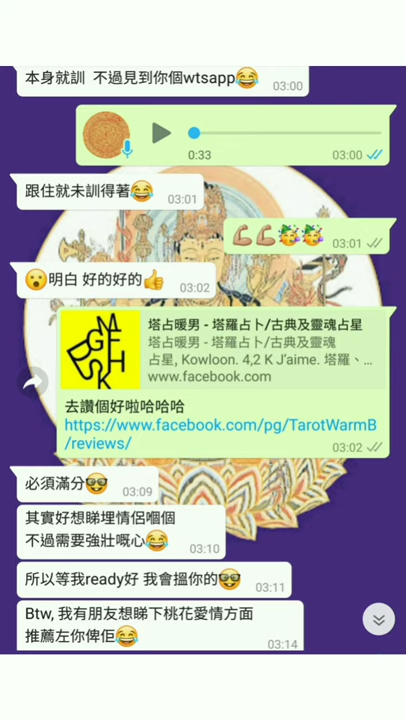 本身就訓 不過見到你個wtsapp😂
03:00
0:33
03:00
跟住就未訓得著😂
03:01
💪🏽💪🏽🥳🥳
03:01
😮明白 好的好的👍
03:02
塔占暖男 - 塔羅占卜/古典及靈魂占星
塔占暖男 - 塔羅占卜/古典及靈魂
占星, Kowloon. 4,2 K J’aime. 塔羅、...
www.facebook.com
去讚個好啦哈哈哈
https://www.facebook.com/pg/TarotWarmB
/reviews/
03:02
必須滿分🤓
03:09
其實好想睇埋情侶嗰個
不過需要強壯嘅心😂
03:10
所以等我ready好 我會搵你的🤓
03:11
Btw, 我有朋友想睇下桃花愛情方面
推薦左你俾佢😂
03:14